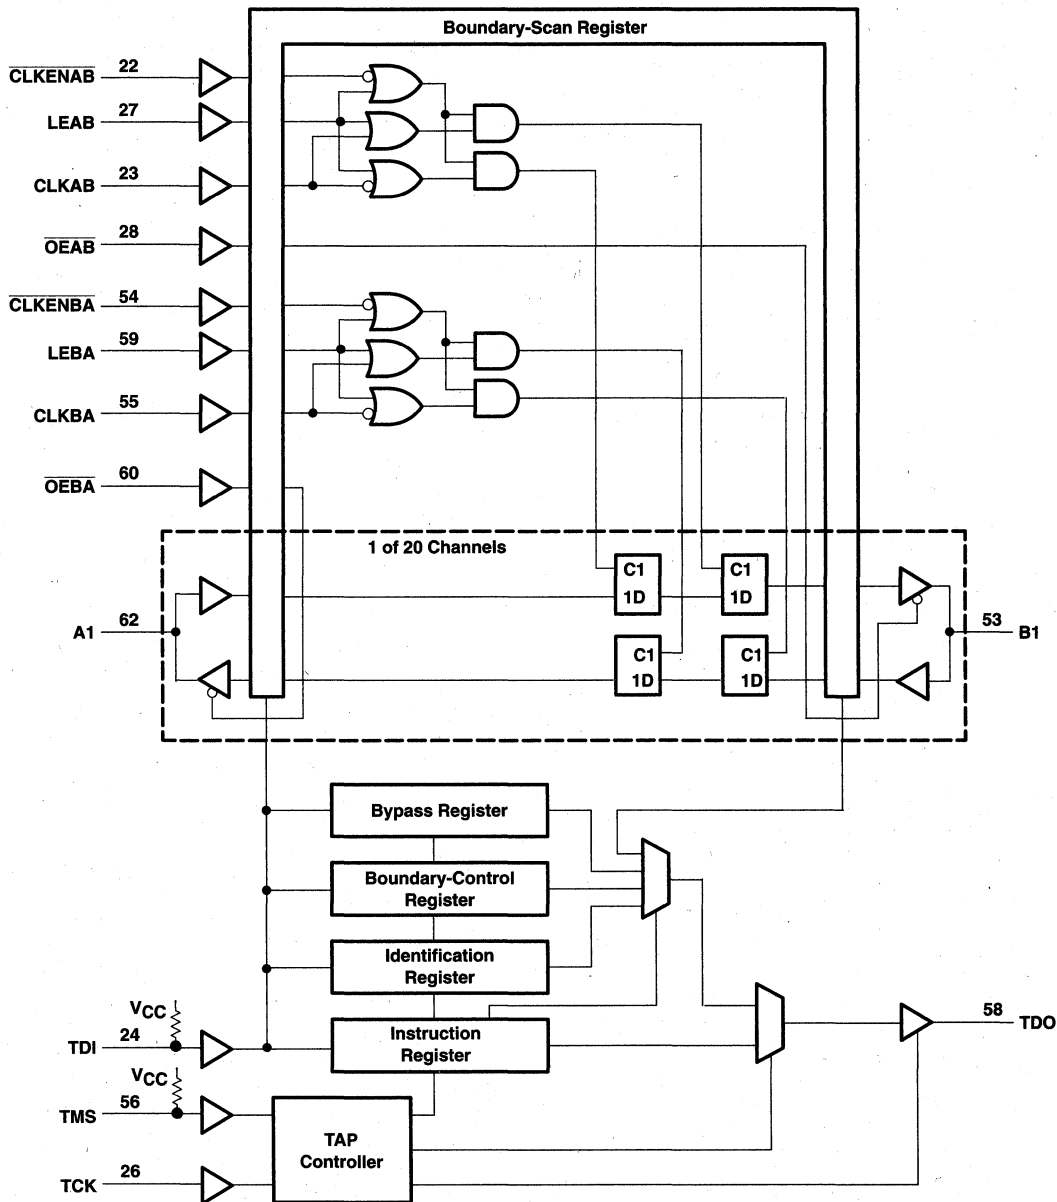 Boundary-Scan Register
CLKENAB 22
LEAB 27
CLKAB 23
OEAB 28
CLKENBA 54
LEBA 59
CLKBA 55
OEBA 60
1 of 20 Channels
C1
1D
C1
1D
A1 62
53 B1
C1
1D
C1
1D
Bypass Register
Boundary-Control
Register
Identification
Register
VCC
TDI 24
Instruction
Register
58 TDO
VCC
TMS 56
TAP
Controller
TCK 26